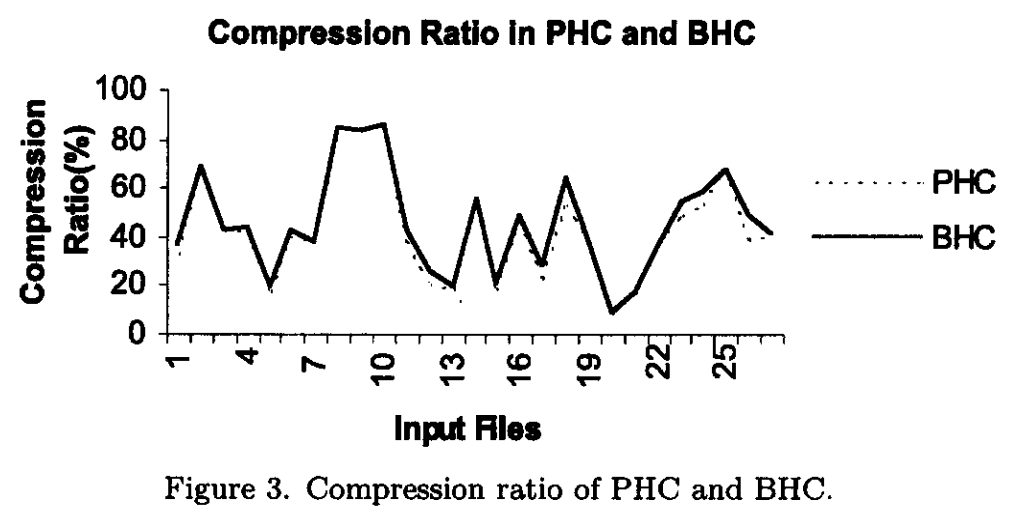 Compression Ratio in PHC and BHC
Compression
Ratio(%)
100
80
60
40
20
0
1
4
7
10
13
16
19
22
25
Input Files
PHC
BHC
Figure 3. Compression ratio of PHC and BHC.